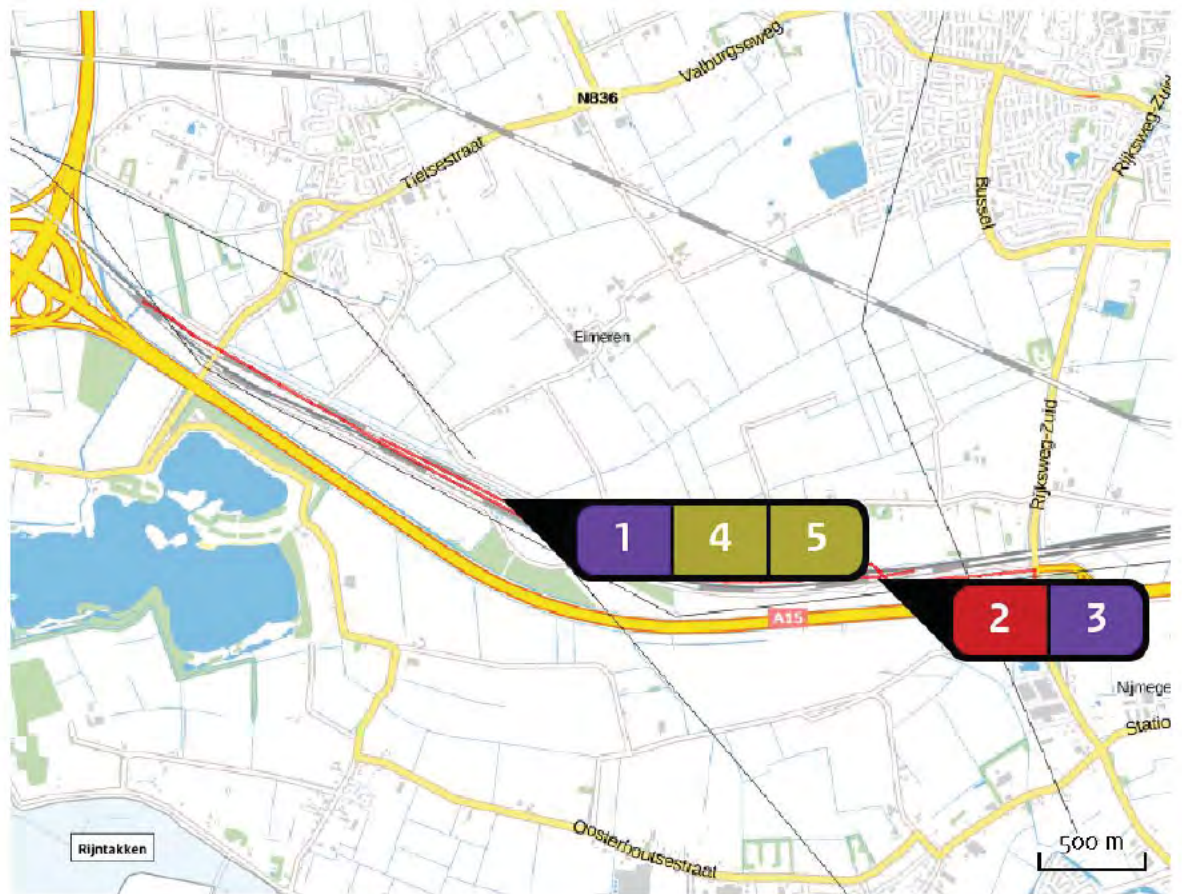 Valburgseweg
N836
Rijksweg-Zuid
Tielsestraat
Bussel
Eimeren
Rijksweg-Zuid
1 4 5
A15
2 3
Nijmege
Statio
Oosterhoutsestraat
500 m
Rijntakken